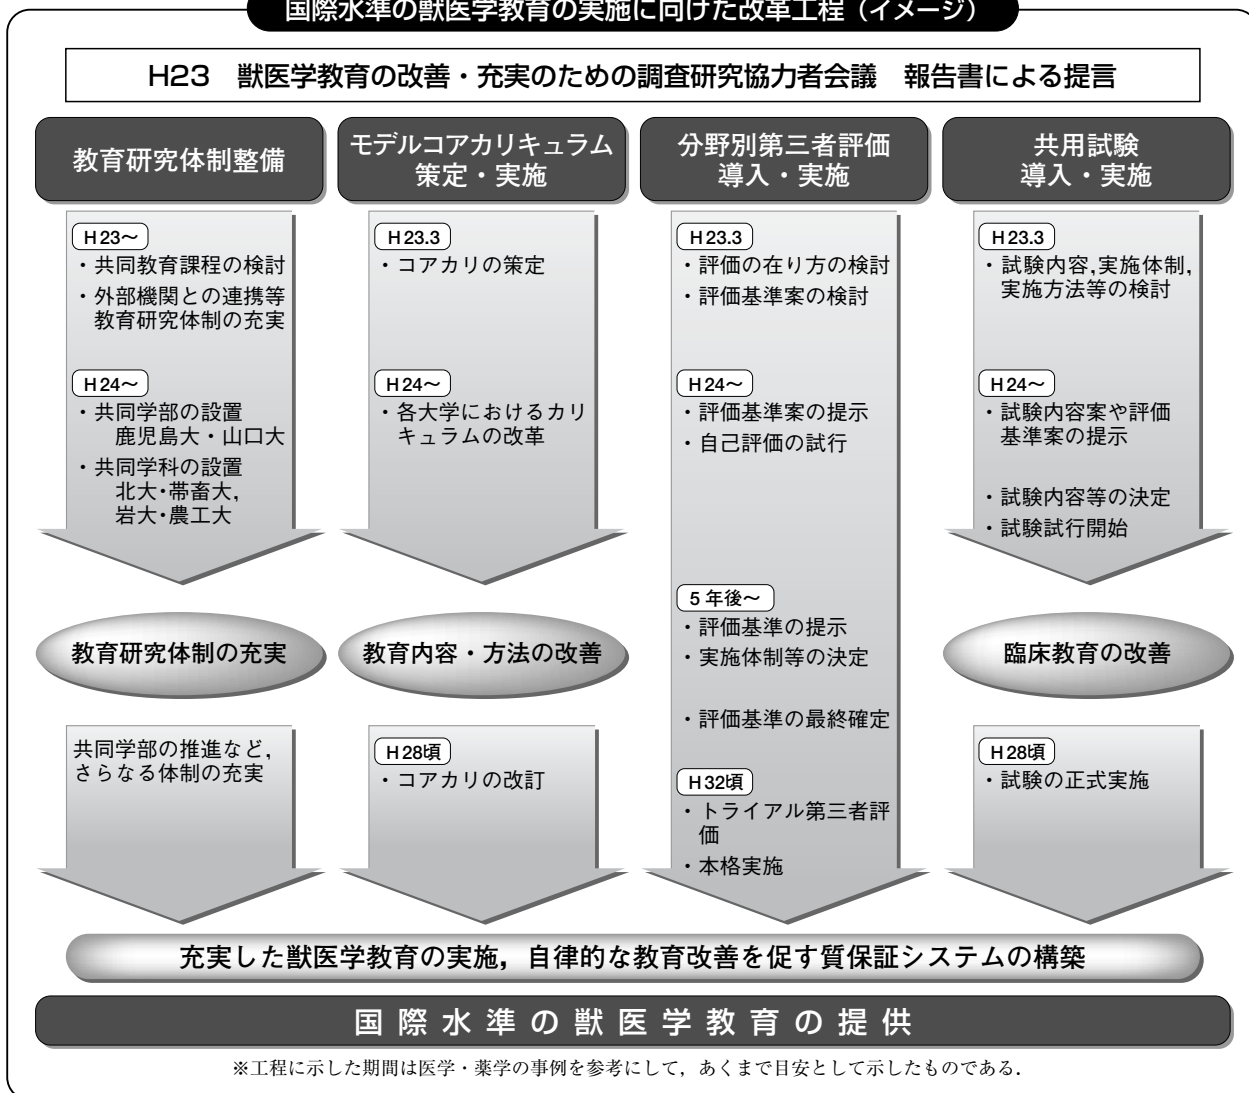 国際水準の獣医学教育の実施に向けた改革工程（イメージ）
H23　獣医学教育の改善・充実のための調査研究協力者会議　報告書による提言
教育研究体制整備
H23～
・共同教育課程の検討
・外部機関との連携等
教育研究体制の充実
H24～
・共同学部の設置
鹿児島大・山口大
・共同学科の設置
北大・帯畜大，
岩大・農工大
教育研究体制の充実
共同学部の推進など，
さらなる体制の充実
モデルコアカリキュラム
策定・実施
H23.3
・コアカリの策定
H24～
・各大学におけるカリ
キュラムの改革
教育内容・方法の改善
H28頃
・コアカリの改訂
分野別第三者評価
導入・実施
H23.3
・評価の在り方の検討
・評価基準案の検討
H24～
・評価基準案の提示
・自己評価の試行
5年後～
・評価基準の提示
・実施体制等の決定
・評価基準の最終確定
H32頃
・トライアル第三者評
価
・本格実施
共用試験
導入・実施
H23.3
・試験内容，実施体制，
実施方法等の検討
H24～
・試験内容案や評価
基準案の提示
・試験内容等の決定
・試験試行開始
臨床教育の改善
H28頃
・試験の正式実施
充実した獣医学教育の実施，自律的な教育改善を促す質保証システムの構築
国際水準の獣医学教育の提供
※工程に示した期間は医学・薬学の事例を参考にして，あくまで目安として示したものである．